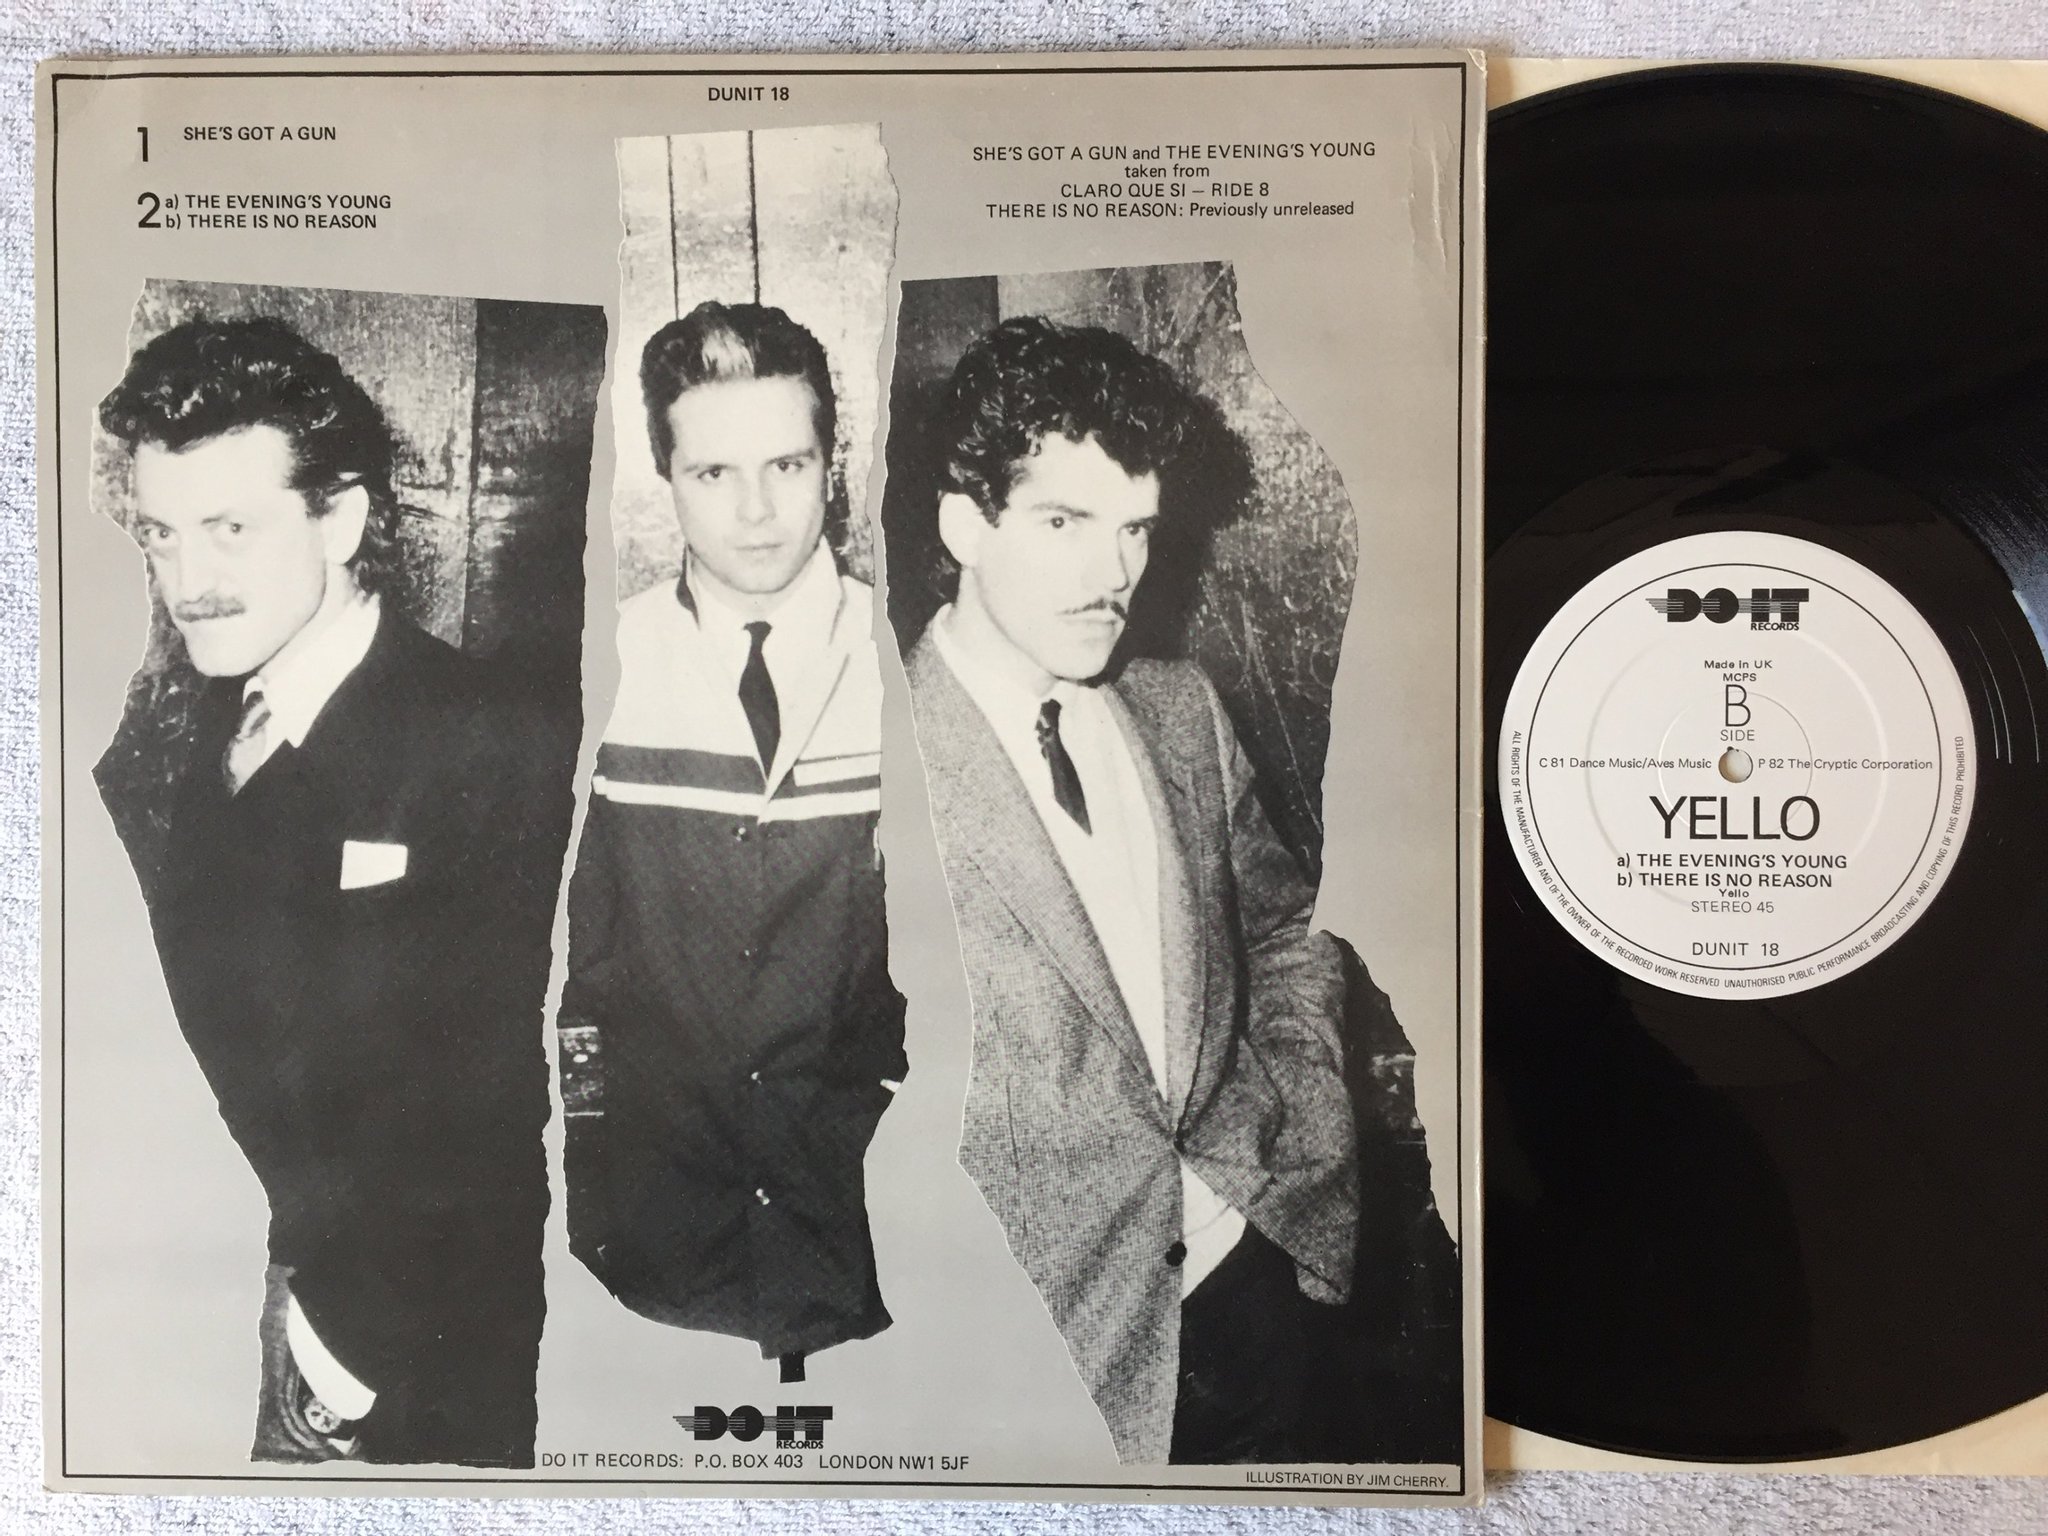 DUNIT 18
1 SHE'S GOT A GUN
2 a) THE EVENING'S YOUNG
b) THERE IS NO REASON
SHE'S GOT A GUN and THE EVENING'S YOUNG
taken from
CLARO QUE SI – RIDE 8
THERE IS NO REASON: Previously unreleased
DO IT
RECORDS
DO IT RECORDS: P.O. BOX 403 LONDON NW1 5JF
ILLUSTRATION BY JIM CHERRY.
DO IT
RECORDS
Made in UK
MCPS
B
SIDE
C 81 Dance Music/Aves Music P 82 The Cryptic Corporation
YELLO
a) THE EVENING'S YOUNG
b) THERE IS NO REASON
Yello
STEREO 45
DUNIT 18
ALL RIGHTS OF THE MANUFACTURER AND OF THE OWNER OF THE RECORDED WORK RESERVED UNAUTHORISED PUBLIC PERFORMANCE BROADCASTING AND COPYING OF THIS RECORD PROHIBITED